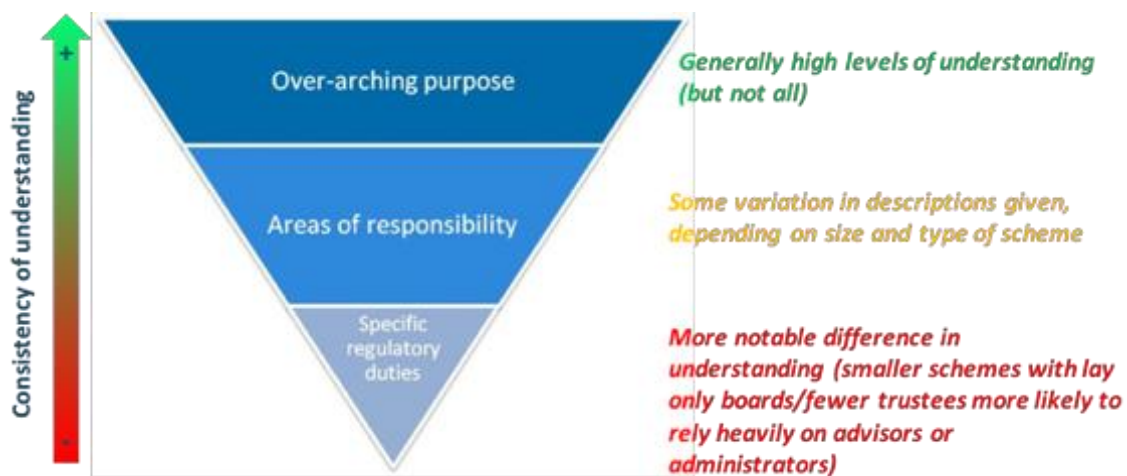 Consistency of understanding
+
-
Over-arching purpose
Generally high levels of understanding
(but not all)
Areas of responsibility
Some variation in descriptions given,
depending on size and type of scheme
Specific
regulatory
duties
More notable difference in
understanding (smaller schemes with lay
only boards/fewer trustees more likely to
rely heavily on advisors or
administrators)